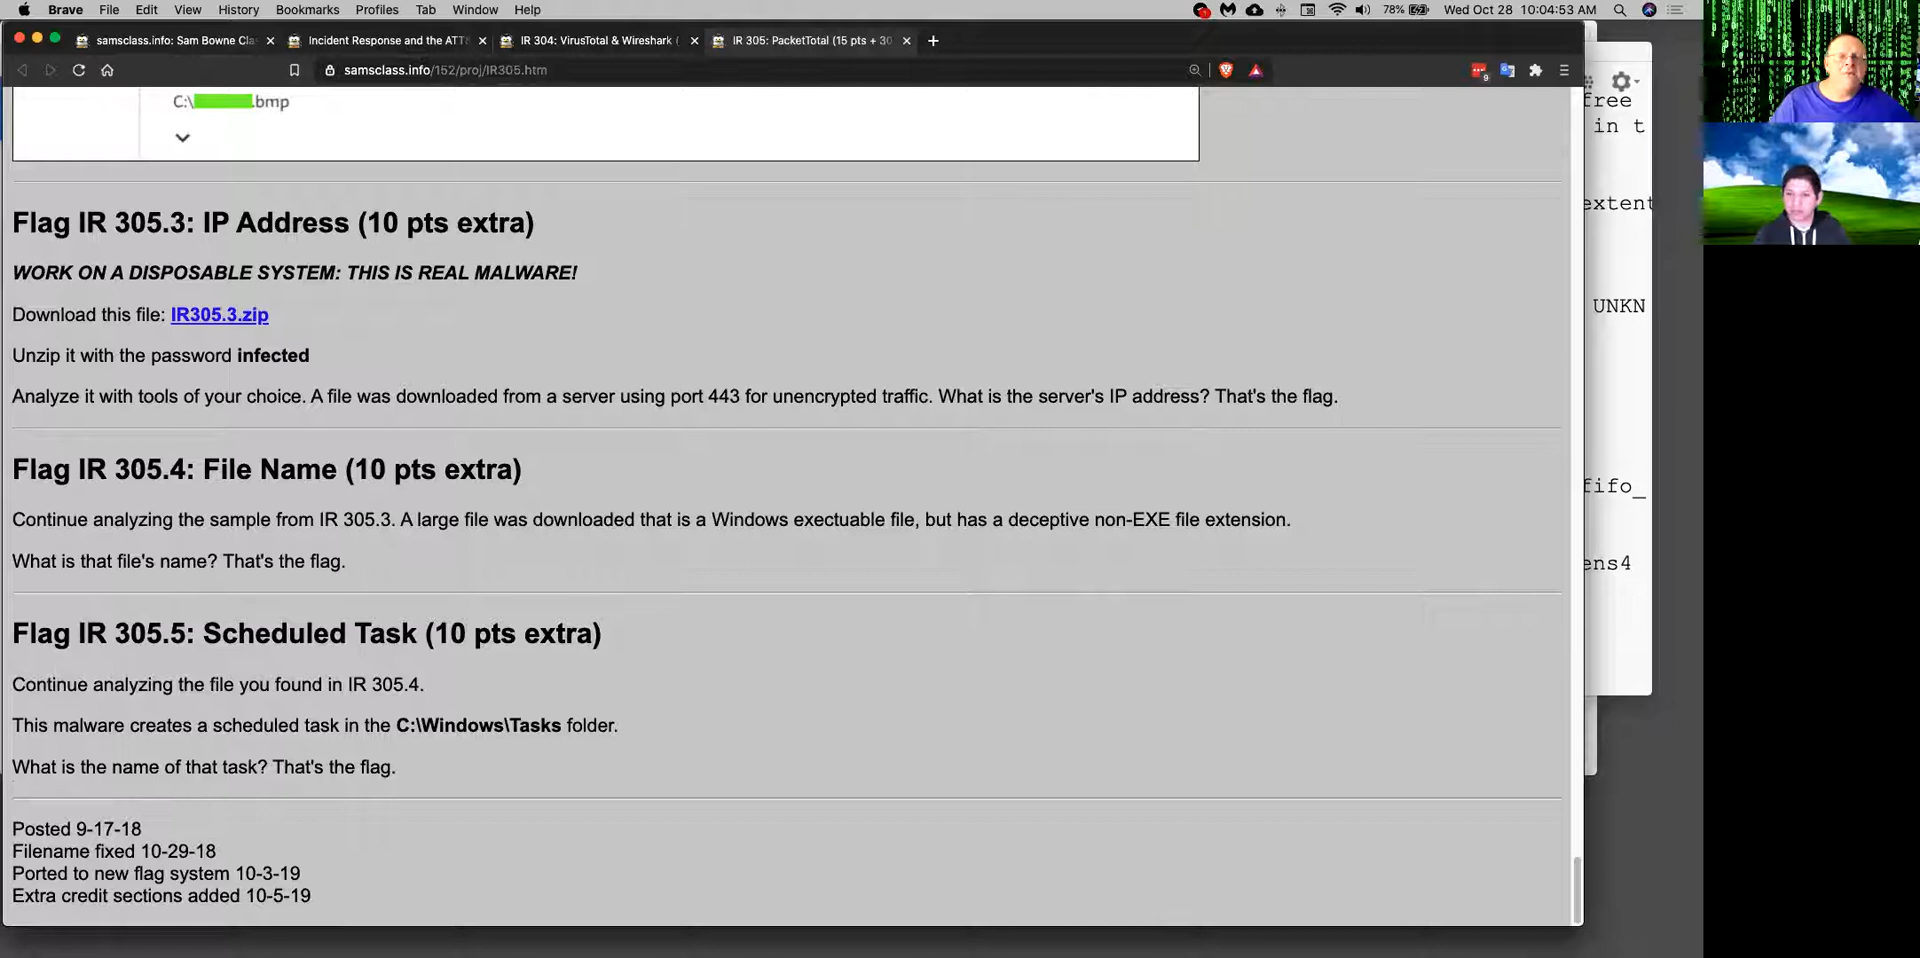 Brave File Edit View History Bookmarks Profiles Tab Window Help 78% Wed Oct 28 10:04:53 AM
samsclass.info: Sam Bowne Cla IR 304: VirusTotal & Wireshark ( IR 305: PacketTotal (15 pts + 30
Incident Response and the ATT
samsclass.info/152/proj/IR305.htm
C:\ .bmp
Flag IR 305.3: IP Address (10 pts extra)
WORK ON A DISPOSABLE SYSTEM: THIS IS REAL MALWARE!
Download this file: IR305.3.zip
Unzip it with the password infected
Analyze it with tools of your choice. A file was downloaded from a server using port 443 for unencrypted traffic. What is the server's IP address? That's the flag.
Flag IR 305.4: File Name (10 pts extra)
Continue analyzing the sample from IR 305.3. A large file was downloaded that is a Windows exectuable file, but has a deceptive non-EXE file extension.
What is that file's name? That's the flag.
Flag IR 305.5: Scheduled Task (10 pts extra)
Continue analyzing the file you found in IR 305.4.
This malware creates a scheduled task in the C:\Windows\Tasks folder.
What is the name of that task? That's the flag.
Posted 9-17-18
Filename fixed 10-29-18
Ported to new flag system 10-3-19
Extra credit sections added 10-5-19
free
in t
extent
UNKN
fifo_
ens4